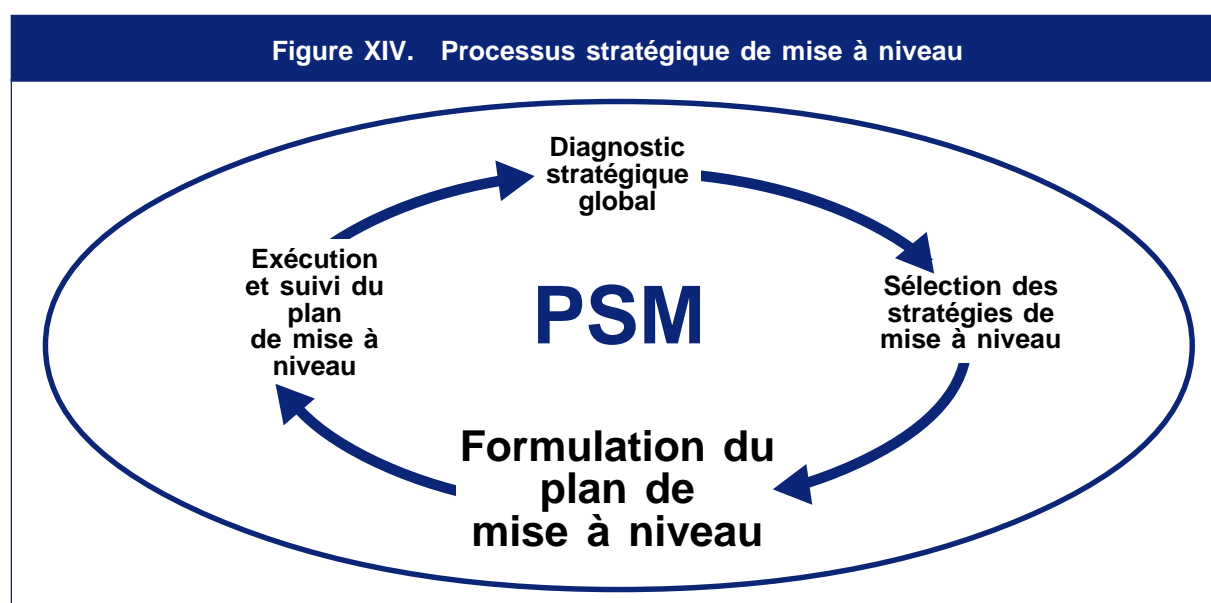 Figure XIV. Processus stratégique de mise à niveau
Diagnostic
stratégique
global
Exécution
et suivi du
plan
de mise à
niveau
PSM
Sélection des
stratégies de
mise à niveau
Formulation du
plan de
mise à niveau